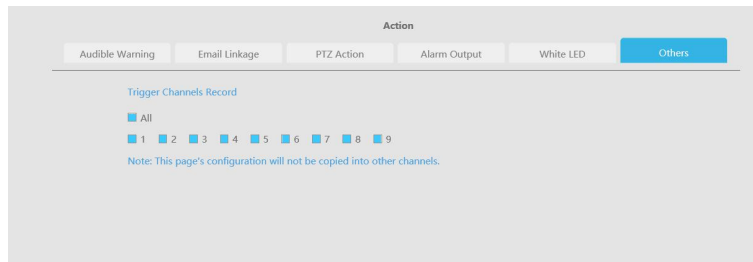 Action
Audible Warning Email Linkage PTZ Action Alarm Output White LED Others
Trigger Channels Record
All
1 2 3 4 5 6 7 8 9
Note: This page's configuration will not be copied into other channels.